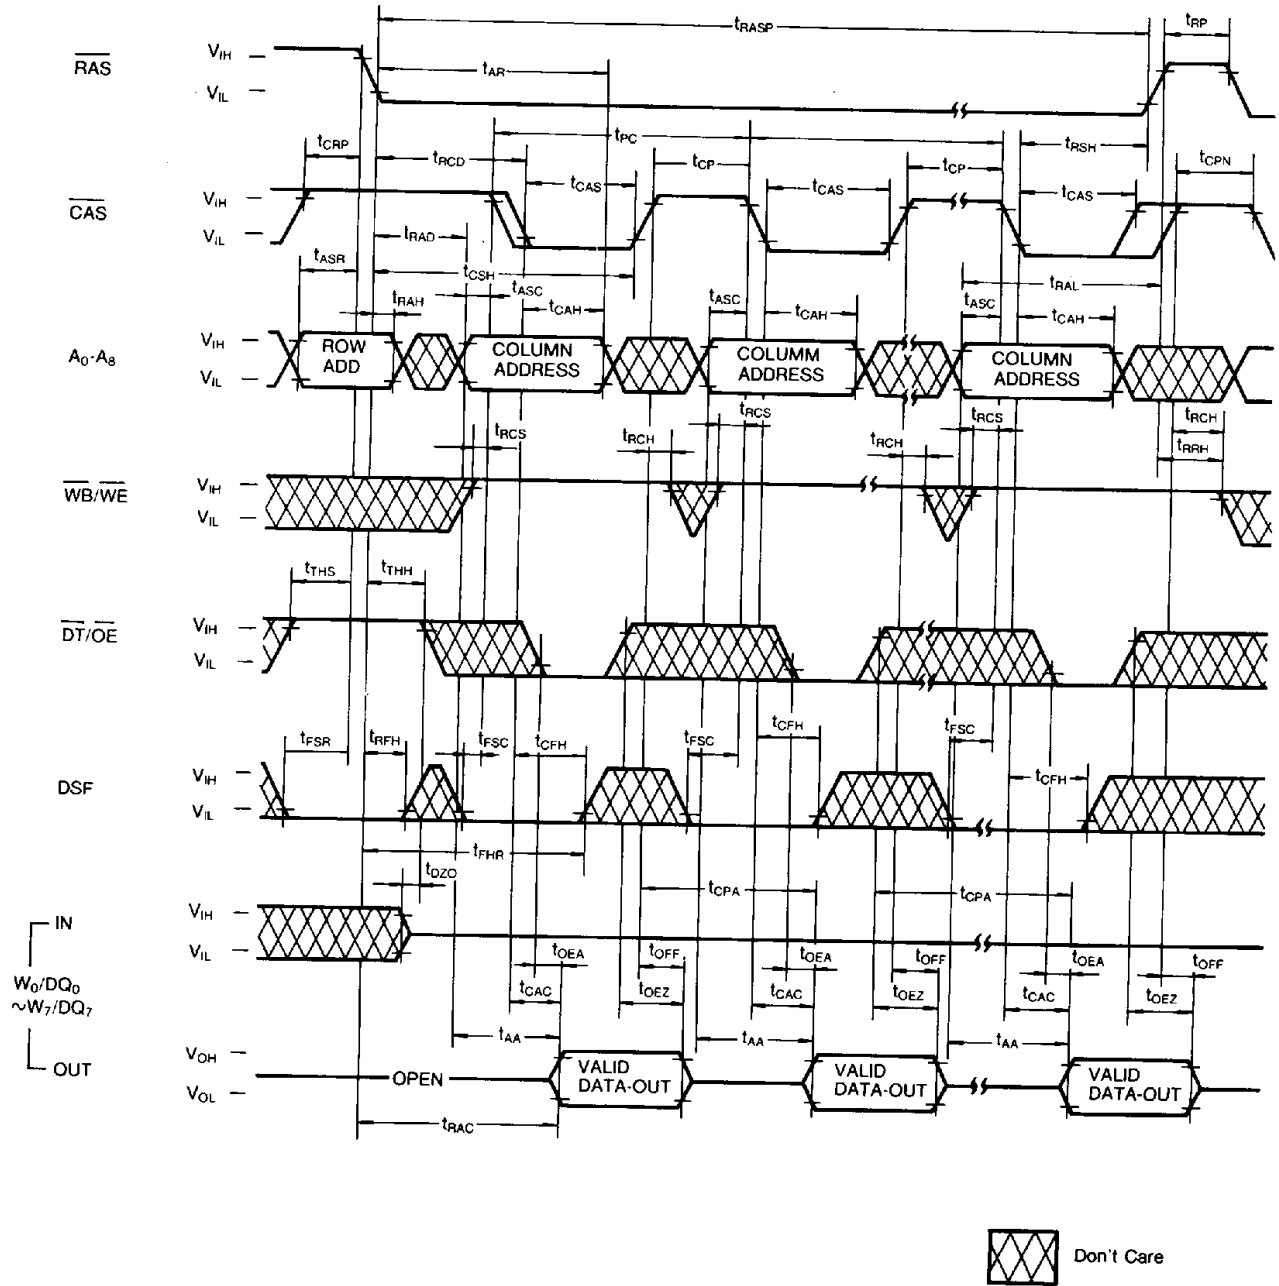 tRASP
tRP
RAS
VIH
VIL
tAR
tPC
tCRP
tRCD
tCP
tRSH
tCP
tCPN
tCAS
tCAS
tCAS
CAS
VIH
VIL
tRAD
tASR
tCSH
tRAH
tASC
tCAH
tASC
tCAH
tRAL
tASC
tCAH
A0-A8
VIH
VIL
ROW ADD
COLUMN ADDRESS
COLUMM ADDRESS
COLUMN ADDRESS
tRCS
tRCH
tRCS
tRCH
tRCS
tRCH
tRRH
WB/WE
VIH
VIL
tTHS
tTHH
DT/OE
VIH
VIL
tFSR
tRFH
tFSC
tCFH
tFSC
tCFH
tFSC
tCFH
DSF
VIH
VIL
tFHR
tDZO
tCPA
tCPA
IN
VIH
VIL
W0/DQ0
~W7/DQ7
tOEA
tOFF
tOEA
tOFF
tOEA
tOFF
tCAC
tOEZ
tCAC
tOEZ
tCAC
tOEZ
tAA
tAA
tAA
OUT
VOH
VOL
OPEN
VALID DATA-OUT
VALID DATA-OUT
VALID DATA-OUT
tRAC
Don't Care